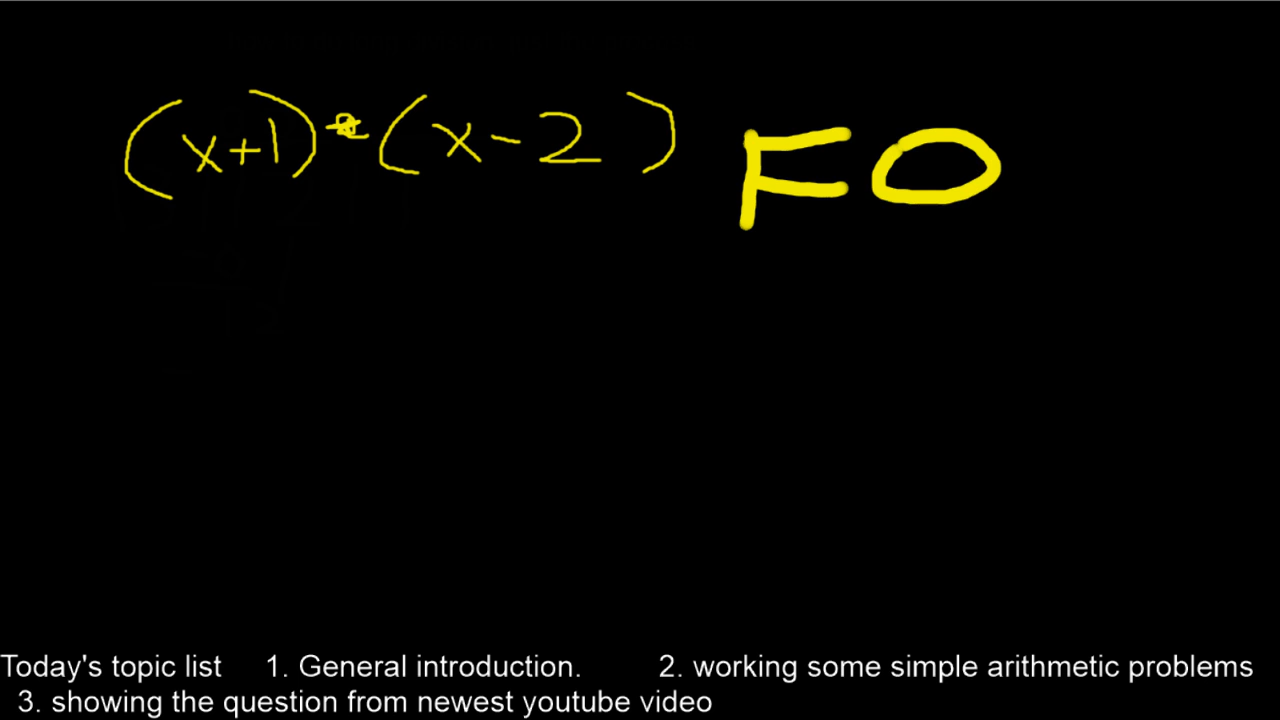 (x+1)*(x-2) FO
Today's topic list 1. General introduction. 2. working some simple arithmetic problems
3. showing the question from newest youtube video